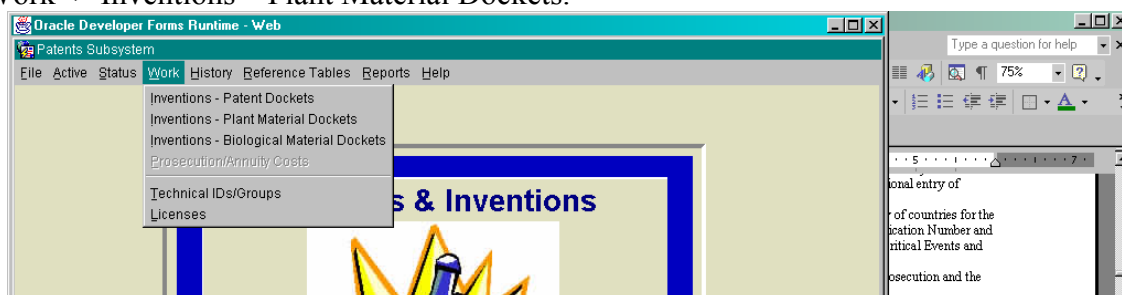 Work -> Inventions - Plant Material Dockets.
Oracle Developer Forms Runtime - Web
Patents Subsystem
File Active Status Work History Reference Tables Reports Help
Inventions - Patent Dockets
Inventions - Plant Material Dockets
Inventions - Biological Material Dockets
Prosecution/Annuity Costs
Technical IDs/Groups
Licenses
s & Inventions
Type a question for help
75%
5 7
ional entry of
of countries for the
ication Number and
ritical Events and
osecution and the